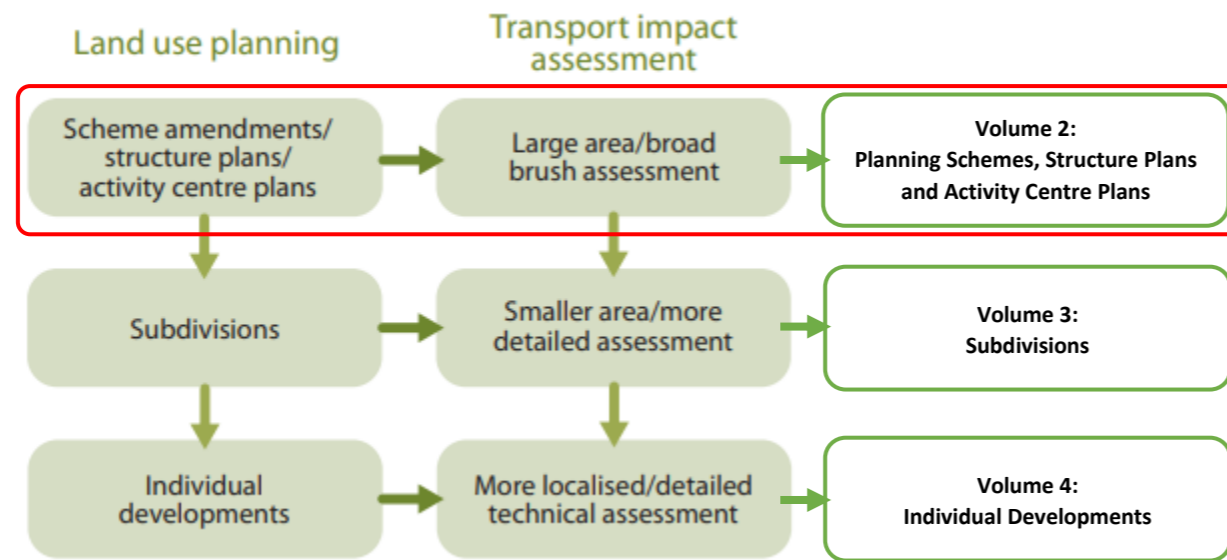 Land use planning
Transport impact
assessment
Scheme amendments/
structure plans/
activity centre plans
Large area/broad
brush assessment
Volume 2:
Planning Schemes, Structure Plans
and Activity Centre Plans
Subdivisions
Smaller area/more
detailed assessment
Volume 3:
Subdivisions
Individual
developments
More localised/detailed
technical assessment
Volume 4:
Individual Developments